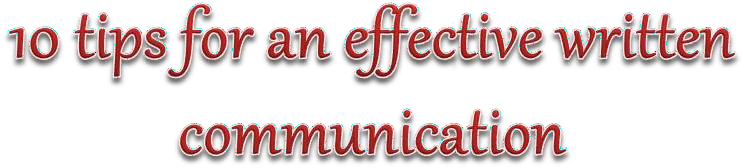 10 tips for an effective written
communication